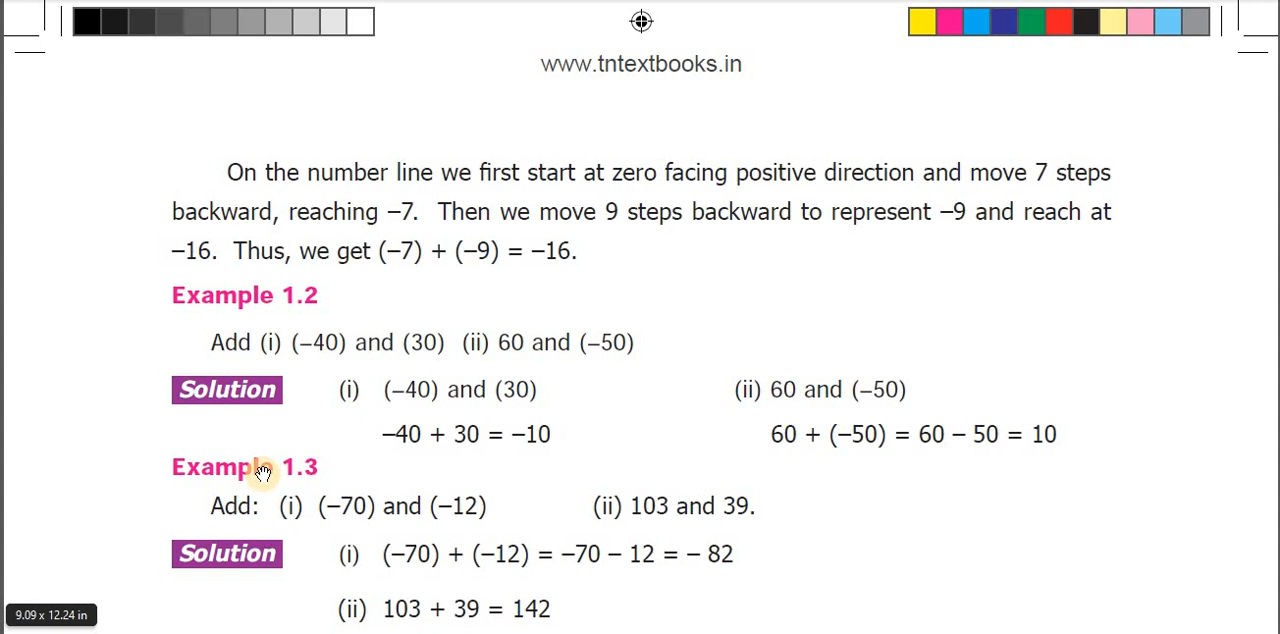 www.tntextbooks.in
On the number line we first start at zero facing positive direction and move 7 steps
backward, reaching –7. Then we move 9 steps backward to represent –9 and reach at
–16. Thus, we get (–7) + (–9) = –16.
Example 1.2
Add (i) (–40) and (30) (ii) 60 and (–50)
Solution (i) (–40) and (30) (ii) 60 and (–50)
–40 + 30 = –10 60 + (–50) = 60 – 50 = 10
Example 1.3
Add: (i) (–70) and (–12) (ii) 103 and 39.
Solution (i) (–70) + (–12) = –70 – 12 = – 82
(ii) 103 + 39 = 142
9.09 x 12.24 in